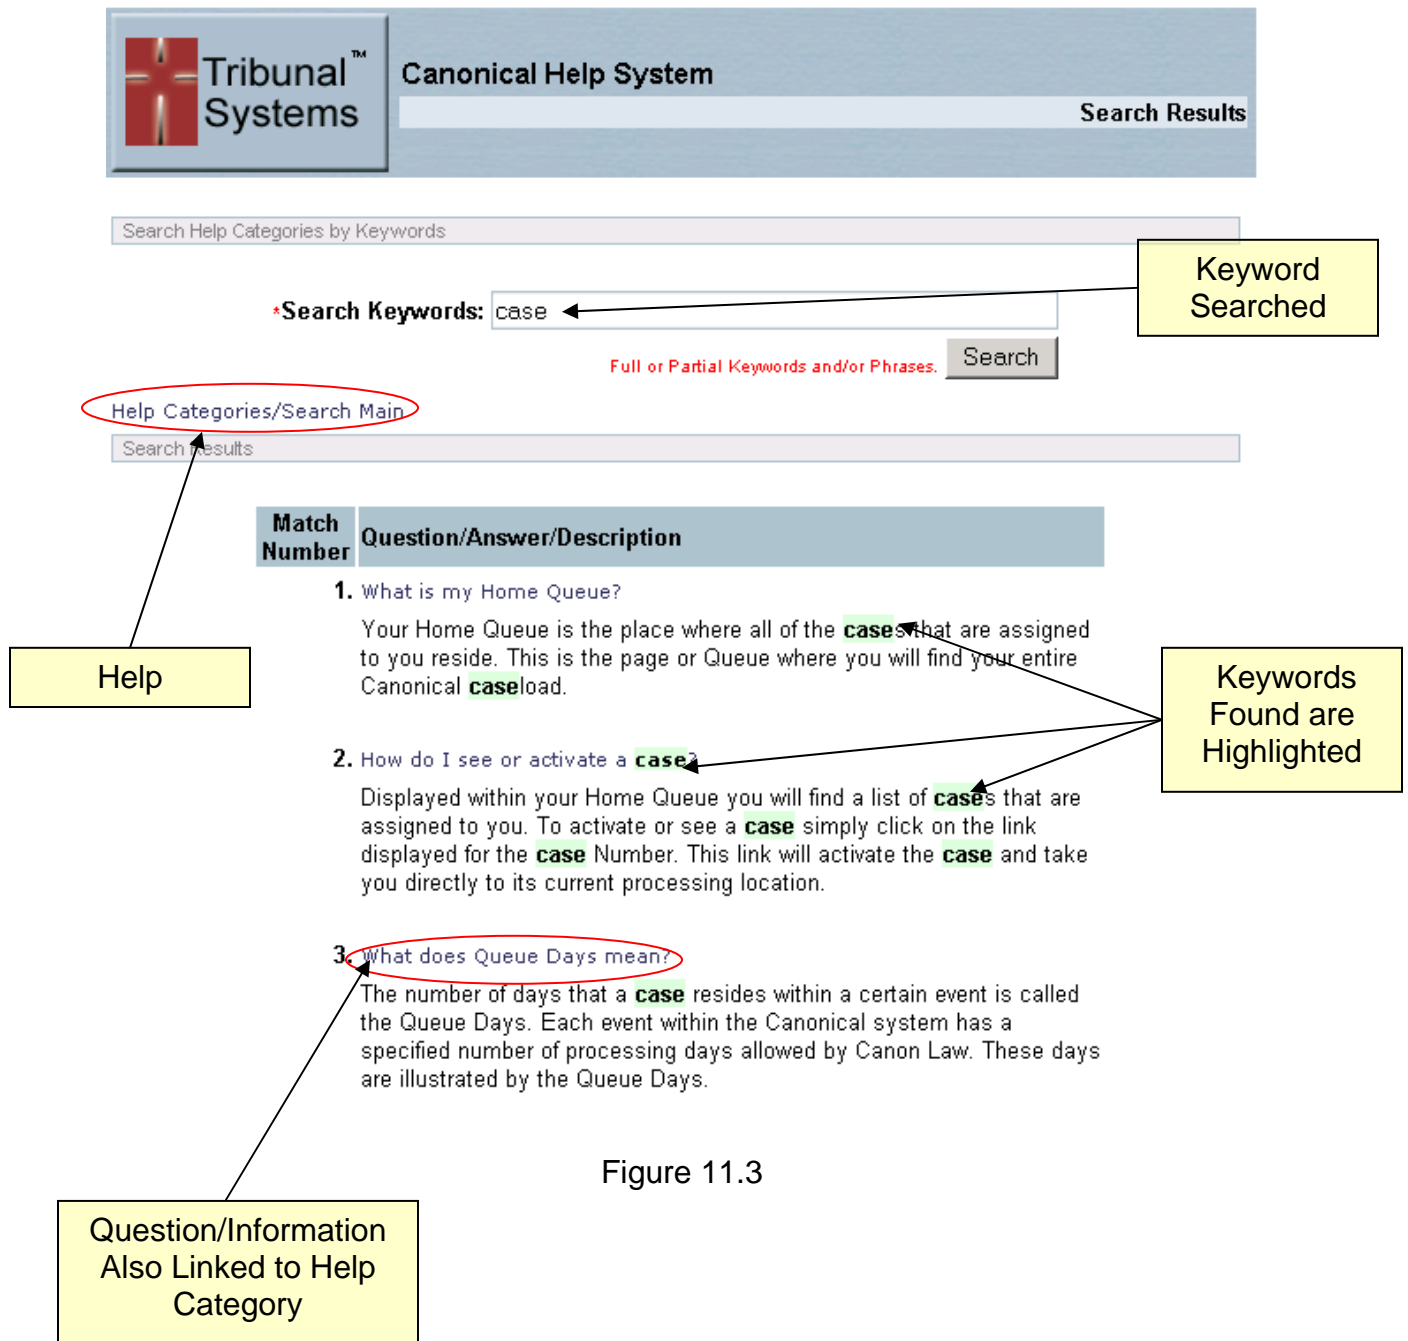 Tribunal™
Systems
Canonical Help System
Search Results
Search Help Categories by Keywords
Keyword
Searched
*Search Keywords: case
Full or Partial Keywords and/or Phrases. Search
Help Categories/Search Main
Search Results
Match
Number
Question/Answer/Description
1. What is my Home Queue?
Your Home Queue is the place where all of the cases that are assigned
to you reside. This is the page or Queue where you will find your entire
Canonical caseload.
Help
Keywords
Found are
Highlighted
2. How do I see or activate a case?
Displayed within your Home Queue you will find a list of cases that are
assigned to you. To activate or see a case simply click on the link
displayed for the case Number. This link will activate the case and take
you directly to its current processing location.
3. What does Queue Days mean?
The number of days that a case resides within a certain event is called
the Queue Days. Each event within the Canonical system has a
specified number of processing days allowed by Canon Law. These days
are illustrated by the Queue Days.
Figure 11.3
Question/Information
Also Linked to Help
Category